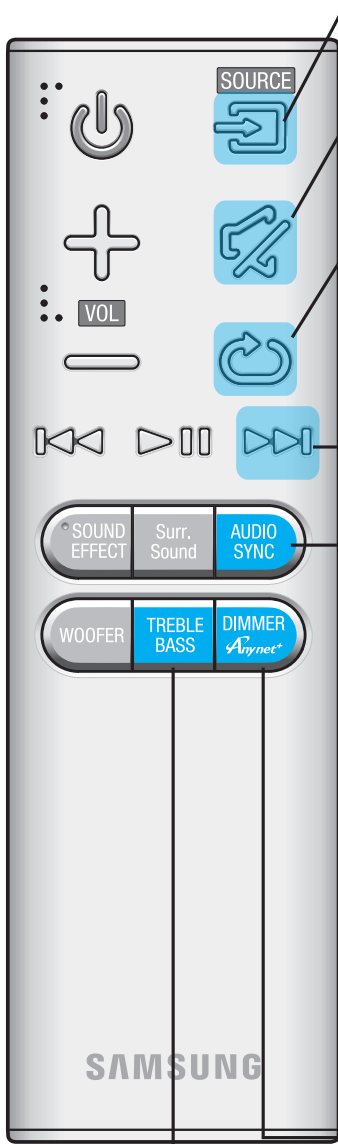 SOURCE
VOL
SOUND EFFECT
Surr. Sound
AUDIO SYNC
WOOFER
TREBLE BASS
DIMMER Anynet+
SAMSUNG